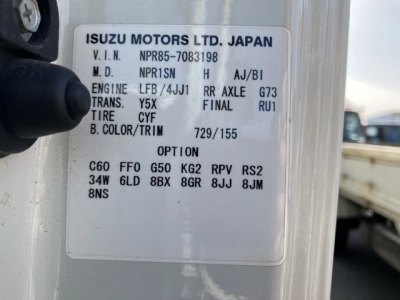 ISUZU MOTORS LTD. JAPAN
V.I.N. NPR85-7083198
M.D. NPR1SN H AJ/BI
ENGINE LFB/4JJ1 RR AXLE G73
TRANS. Y5X FINAL RU1
TIRE CYF
B.COLOR/TRIM 729/155
OPTION
C60 FF0 G50 KG2 RPV RS2
34W 6LD 8BX 8GR 8JJ 8JM
8NS